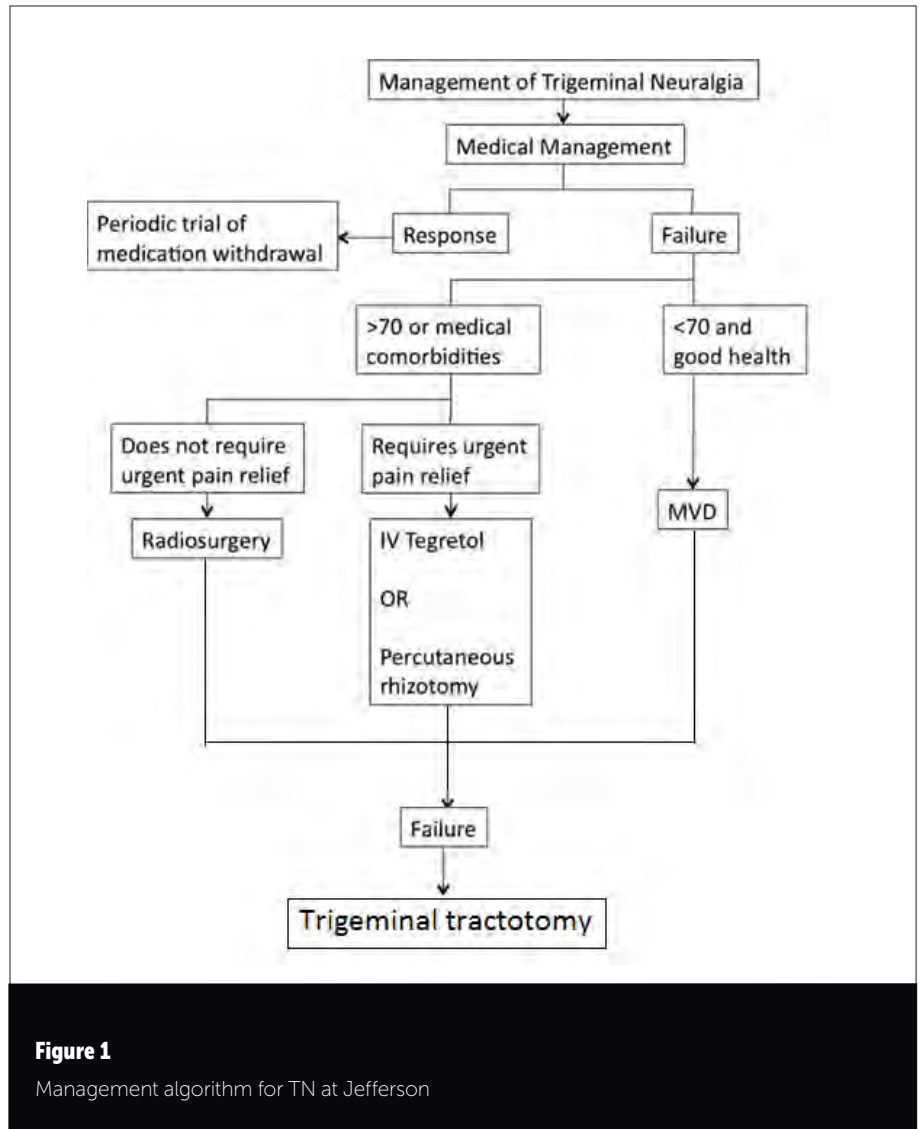 Management of Trigeminal Neuralgia
Medical Management
Periodic trial of
medication withdrawal
Response
Failure
>70 or medical
comorbidities
<70 and
good health
Does not require
urgent pain relief
Requires urgent
pain relief
Radiosurgery
IV Tegretol
OR
Percutaneous
rhizotomy
MVD
Failure
Trigeminal tractotomy
Figure 1
Management algorithm for TN at Jefferson